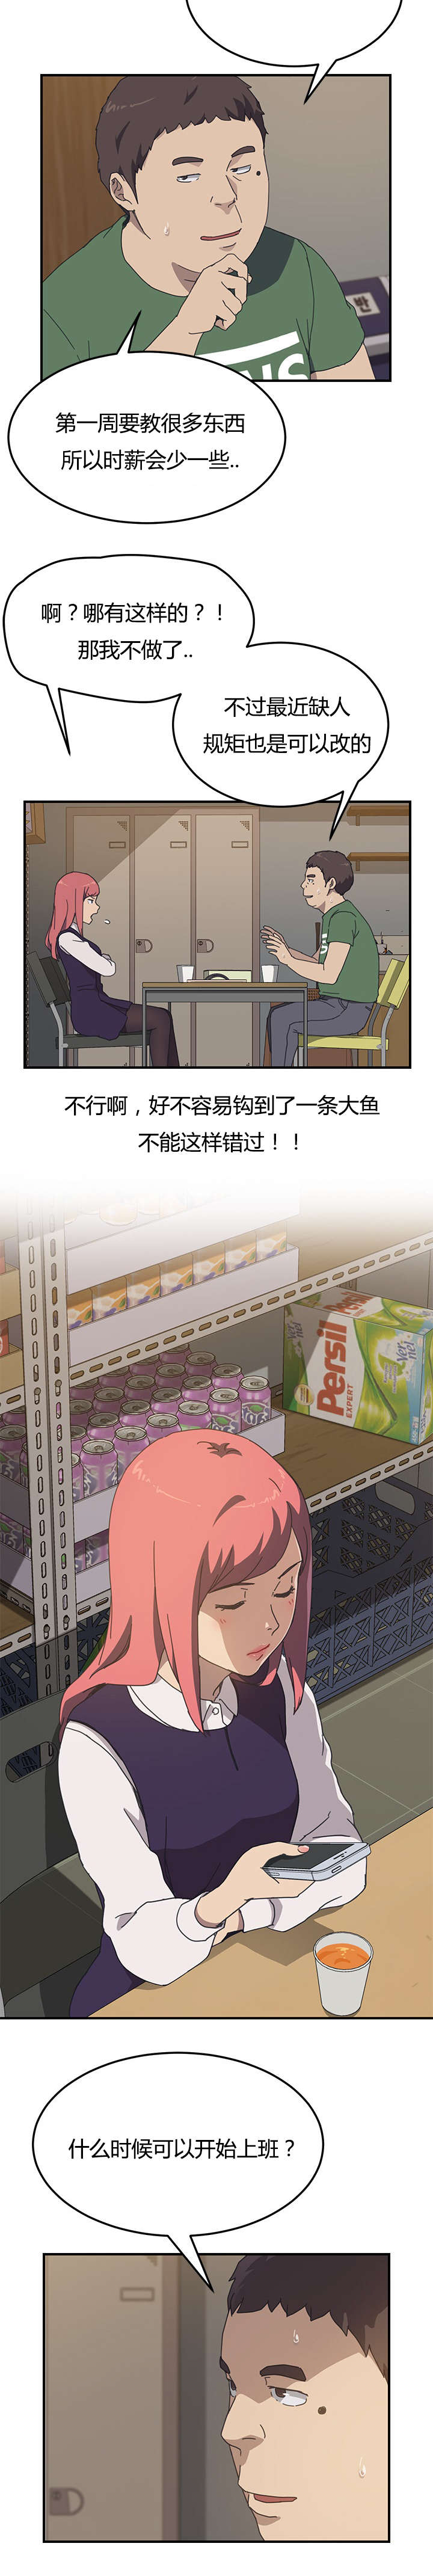 NS
第一周要教很多东西
所以时薪会少一些..
啊？哪有这样的？！
那我不做了..
不过最近缺人
规矩也是可以改的
不行啊，好不容易钩到了一条大鱼
不能这样错过！！
Persil
EXPERT
Vernel
什么时候可以开始上班？